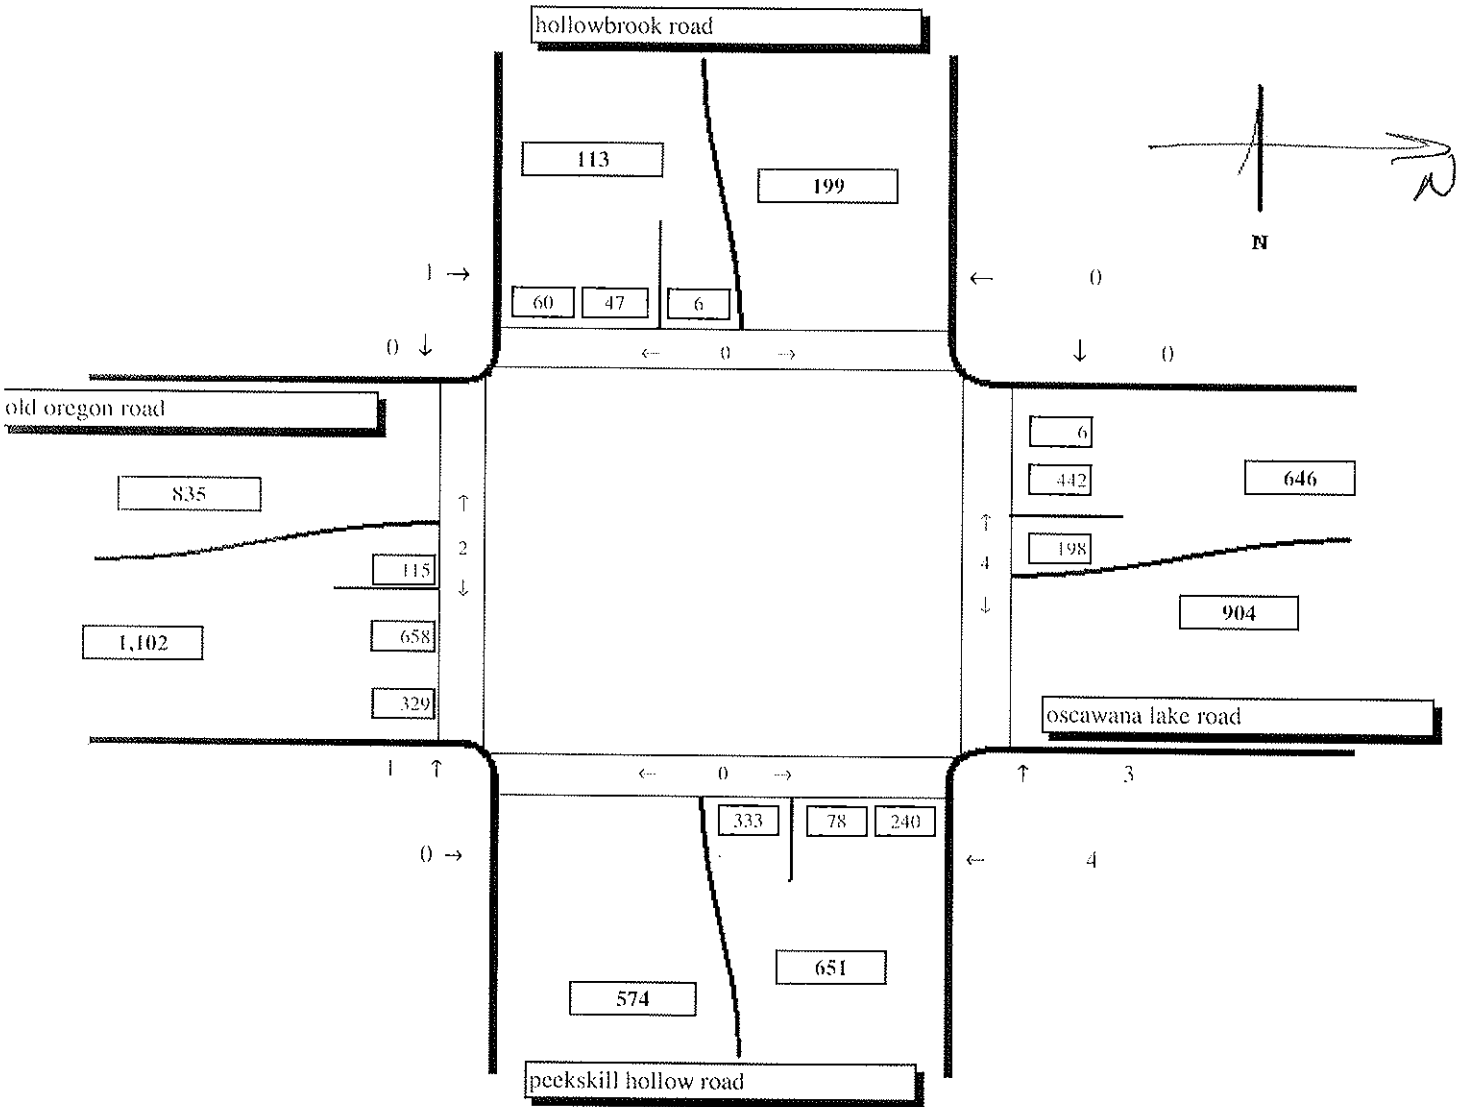 hollowbrook road
113
199
N
N
1 → ← 0
60 47 6
0 ↓ ← 0 → ↓ 0
old oregon road
6
835
442 646
↑ 2 ↓
↑ 4 ↓
115
198
1,102
658
904
329
oscawana lake road
1 ↑ ← 0 → ↑ 3
333 78 240
0 → ← 4
651
574
peekskill hollow road